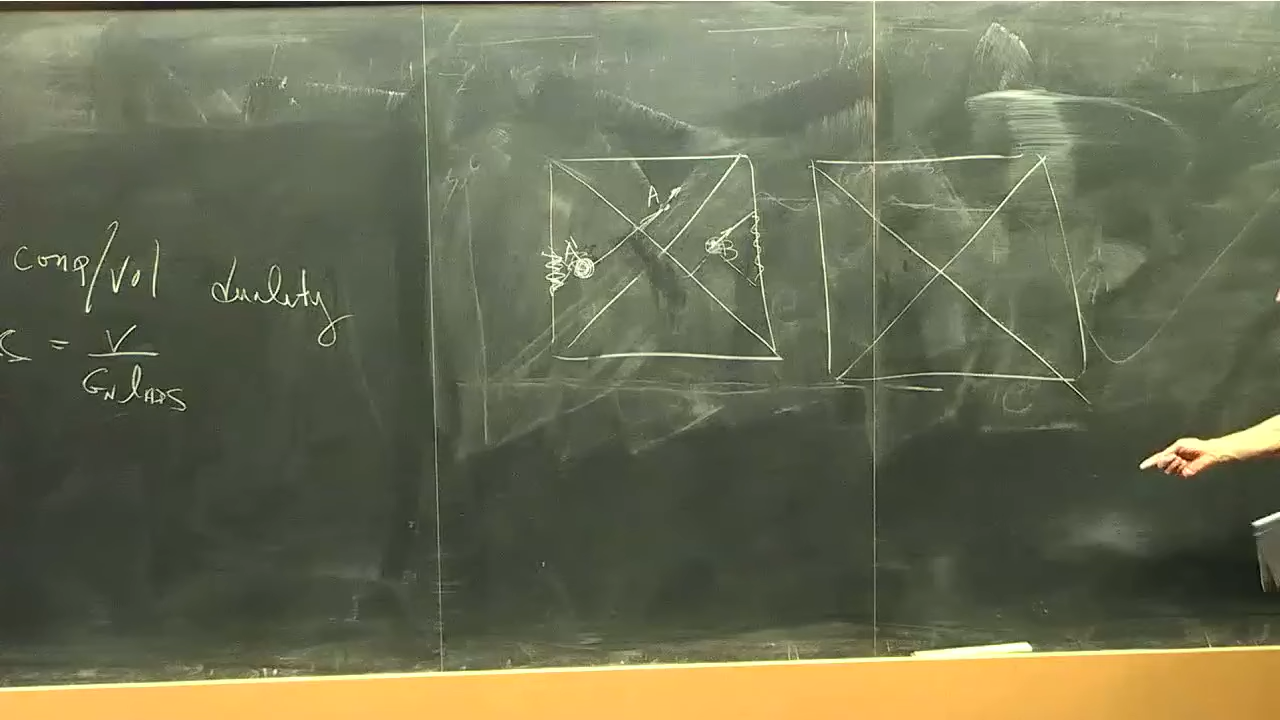 comp/vol duality
C = V
G_N l_AdS
A
A
B
C